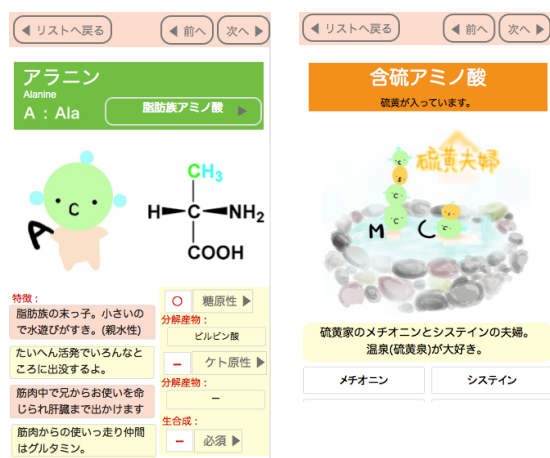 ◀ リストへ戻る
◀ 前へ
次へ ▶
アラニン
Alanine
A : Ala
脂肪族アミノ酸 ▶
C
A
CH3
H C NH2
COOH
特徴：
脂肪族の末っ子。小さいの
で水遊びがすき。(親水性)
たいへん活発でいろんなと
ころに出没するよ。
筋肉中で兄からお使いを命
じられ肝臓まで出かけます
筋肉からの使いっ走り仲間
はグルタミン。
○ 糖原性 ▶
分解産物：
ピルビン酸
− ケト原性 ▶
分解産物：
−
生合成：
− 必須 ▶
◀ リストへ戻る
◀ 前へ
次へ ▶
含硫アミノ酸
硫黄が入っています。
硫黄夫婦
C
S
C
C
S
C
M
C
硫黄家のメチオニンとシステインの夫婦。
温泉(硫黄泉)が大好き。
メチオニン
システイン